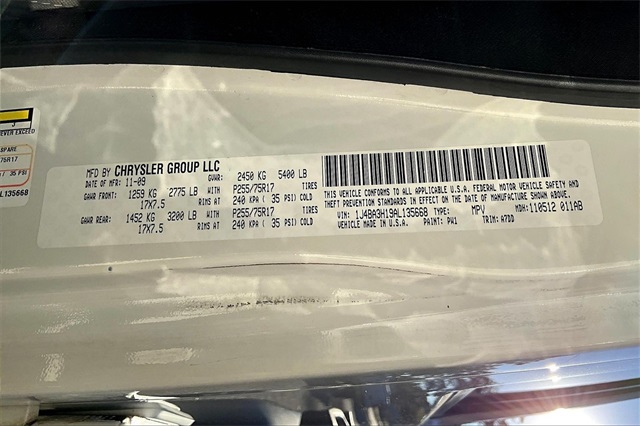 J
EVER EXCEED
SPARE
75R17
35 PSI
L135668
MFD BY CHRYSLER GROUP LLC
DATE OF MFR: 11-09 GVWR: 2450 KG 5400 LB
GAWR FRONT: 1259 KG 2775 LB WITH P255/75R17 TIRES
17X7.5 RIMS AT 240 KPA ( 35 PSI) COLD
GAWR REAR: 1452 KG 3200 LB WITH P255/75R17 TIRES
17X7.5 RIMS AT 240 KPA ( 35 PSI) COLD
THIS VEHICLE CONFORMS TO ALL APPLICABLE U.S.A. FEDERAL MOTOR VEHICLE SAFETY AND
THEFT PREVENTION STANDARDS IN EFFECT ON THE DATE OF MANUFACTURE SHOWN ABOVE
VIN: 1J4BA3H19AL135668 TYPE: MPV MDH: 110512 011AB
VEHICLE MADE IN U.S.A. PAINT: PW1 TRIM: A7DD